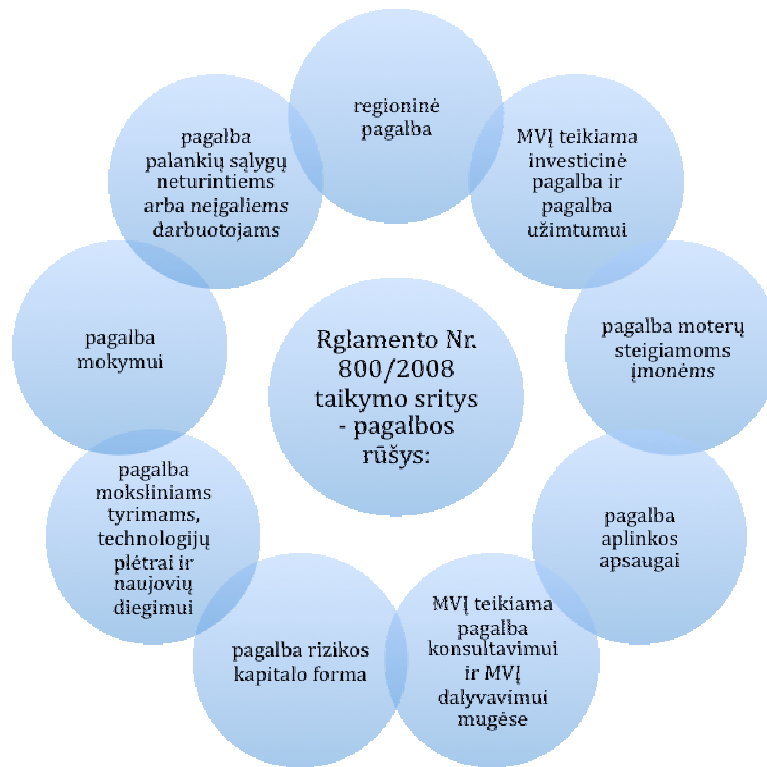 regioninė
pagalba
MVĮ teikiama
investicinė
pagalba ir
pagalba
užimtumui
pagalba moterų
steigiamoms
įmonėms
pagalba
aplinkos
apsaugai
MVĮ teikiama
pagalba
konsultavimui
ir MVĮ
dalyvavimui
mugėse
pagalba rizikos
kapitalo forma
pagalba
moksliniams
tyrimams,
technologijų
plėtrai ir
naujovių
diegimui
pagalba
mokymui
pagalba
palankių sąlygų
neturintiems
arba neįgaliems
darbuotojams
Rglamento Nr.
800/2008
taikymo sritys
- pagalbos
rūšys: